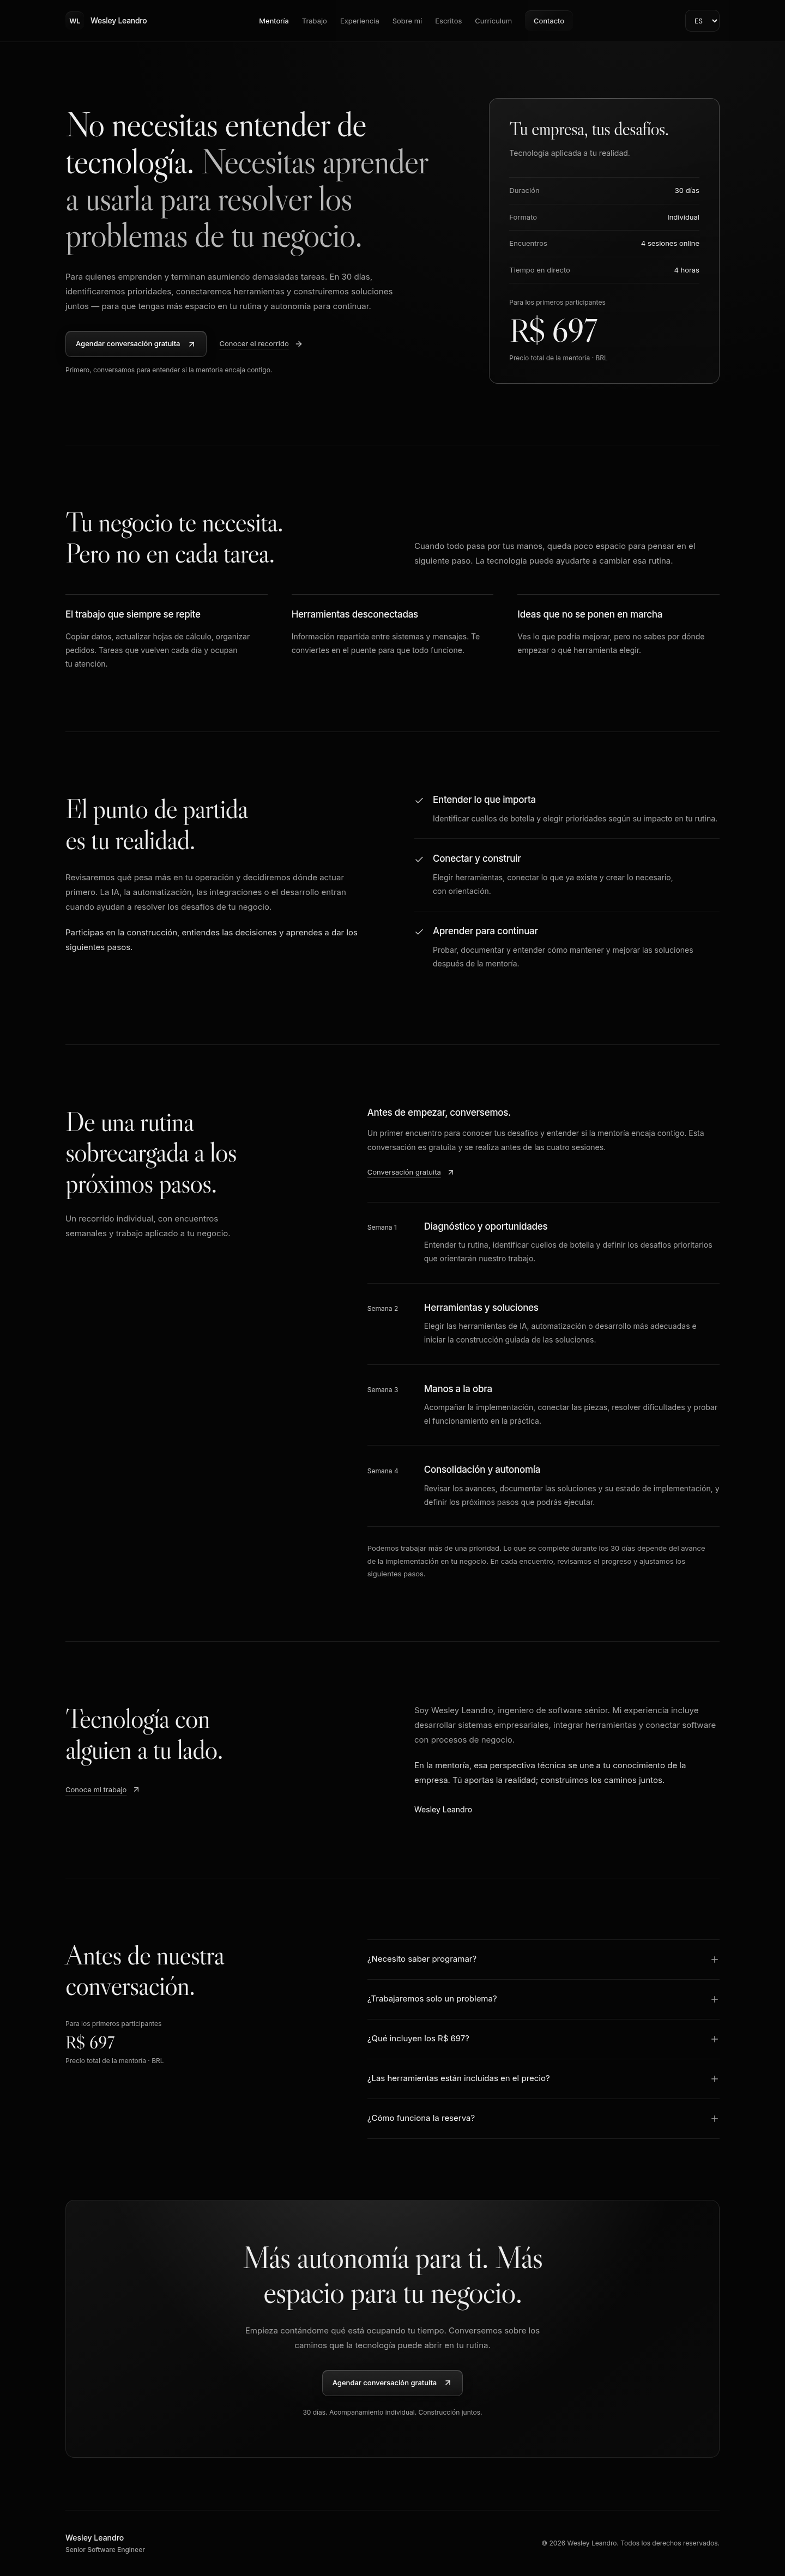 WL
Wesley Leandro
Mentoría
Trabajo
Experiencia
Sobre mí
Escritos
Currículum
Contacto
ES
No necesitas entender de
tecnología. Necesitas aprender
a usarla para resolver los
problemas de tu negocio.
Para quienes emprenden y terminan asumiendo demasiadas tareas. En 30 días,
identificaremos prioridades, conectaremos herramientas y construiremos soluciones
juntos — para que tengas más espacio en tu rutina y autonomía para continuar.
Agendar conversación gratuita
Conocer el recorrido
Primero, conversamos para entender si la mentoría encaja contigo.
Tu empresa, tus desafíos.
Tecnología aplicada a tu realidad.
Duración 30 días
Formato Individual
Encuentros 4 sesiones online
Tiempo en directo 4 horas
Para los primeros participantes
R$ 697
Precio total de la mentoría · BRL
Tu negocio te necesita.
Pero no en cada tarea.
Cuando todo pasa por tus manos, queda poco espacio para pensar en el
siguiente paso. La tecnología puede ayudarte a cambiar esa rutina.
El trabajo que siempre se repite
Copiar datos, actualizar hojas de cálculo, organizar
pedidos. Tareas que vuelven cada día y ocupan
tu atención.
Herramientas desconectadas
Información repartida entre sistemas y mensajes. Te
conviertes en el puente para que todo funcione.
Ideas que no se ponen en marcha
Ves lo que podría mejorar, pero no sabes por dónde
empezar o qué herramienta elegir.
El punto de partida
es tu realidad.
Revisaremos qué pesa más en tu operación y decidiremos dónde actuar
primero. La IA, la automatización, las integraciones o el desarrollo entran
cuando ayudan a resolver los desafíos de tu negocio.
Participas en la construcción, entiendes las decisiones y aprendes a dar los
siguientes pasos.
Entender lo que importa
Identificar cuellos de botella y elegir prioridades según su impacto en tu rutina.
Conectar y construir
Elegir herramientas, conectar lo que ya existe y crear lo necesario,
con orientación.
Aprender para continuar
Probar, documentar y entender cómo mantener y mejorar las soluciones
después de la mentoría.
De una rutina
sobrecargada a los
próximos pasos.
Un recorrido individual, con encuentros
semanales y trabajo aplicado a tu negocio.
Antes de empezar, conversemos.
Un primer encuentro para conocer tus desafíos y entender si la mentoría encaja contigo. Esta
conversación es gratuita y se realiza antes de las cuatro sesiones.
Conversación gratuita
Semana 1
Diagnóstico y oportunidades
Entender tu rutina, identificar cuellos de botella y definir los desafíos prioritarios
que orientarán nuestro trabajo.
Semana 2
Herramientas y soluciones
Elegir las herramientas de IA, automatización o desarrollo más adecuadas e
iniciar la construcción guiada de las soluciones.
Semana 3
Manos a la obra
Acompañar la implementación, conectar las piezas, resolver dificultades y probar
el funcionamiento en la práctica.
Semana 4
Consolidación y autonomía
Revisar los avances, documentar las soluciones y su estado de implementación, y
definir los próximos pasos que podrás ejecutar.
Podemos trabajar más de una prioridad. Lo que se complete durante los 30 días depende del avance
de la implementación en tu negocio. En cada encuentro, revisamos el progreso y ajustamos los
siguientes pasos.
Tecnología con
alguien a tu lado.
Conoce mi trabajo
Soy Wesley Leandro, ingeniero de software sénior. Mi experiencia incluye
desarrollar sistemas empresariales, integrar herramientas y conectar software
con procesos de negocio.
En la mentoría, esa perspectiva técnica se une a tu conocimiento de la
empresa. Tú aportas la realidad; construimos los caminos juntos.
Wesley Leandro
Antes de nuestra
conversación.
Para los primeros participantes
R$ 697
Precio total de la mentoría · BRL
¿Necesito saber programar?
¿Trabajaremos solo un problema?
¿Qué incluyen los R$ 697?
¿Las herramientas están incluidas en el precio?
¿Cómo funciona la reserva?
Más autonomía para ti. Más
espacio para tu negocio.
Empieza contándome qué está ocupando tu tiempo. Conversemos sobre los
caminos que la tecnología puede abrir en tu rutina.
Agendar conversación gratuita
30 días. Acompañamiento individual. Construcción juntos.
Wesley Leandro
Senior Software Engineer
© 2026 Wesley Leandro. Todos los derechos reservados.